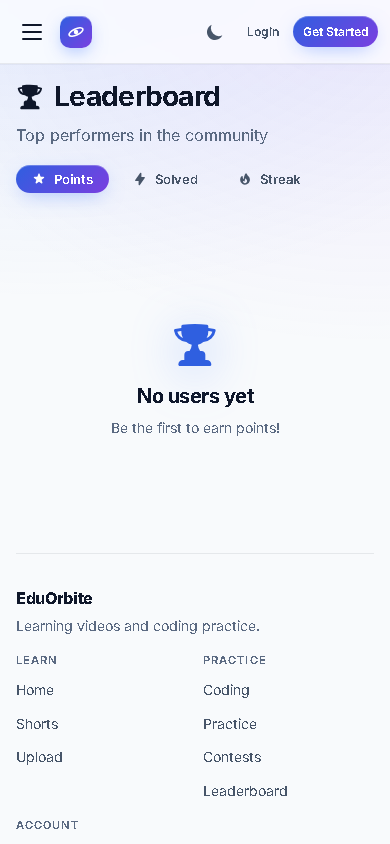 Login
Get Started
Leaderboard
Top performers in the community
Points
Solved
Streak
No users yet
Be the first to earn points!
EduOrbite
Learning videos and coding practice.
LEARN
Home
Shorts
Upload
PRACTICE
Coding
Practice
Contests
Leaderboard
ACCOUNT